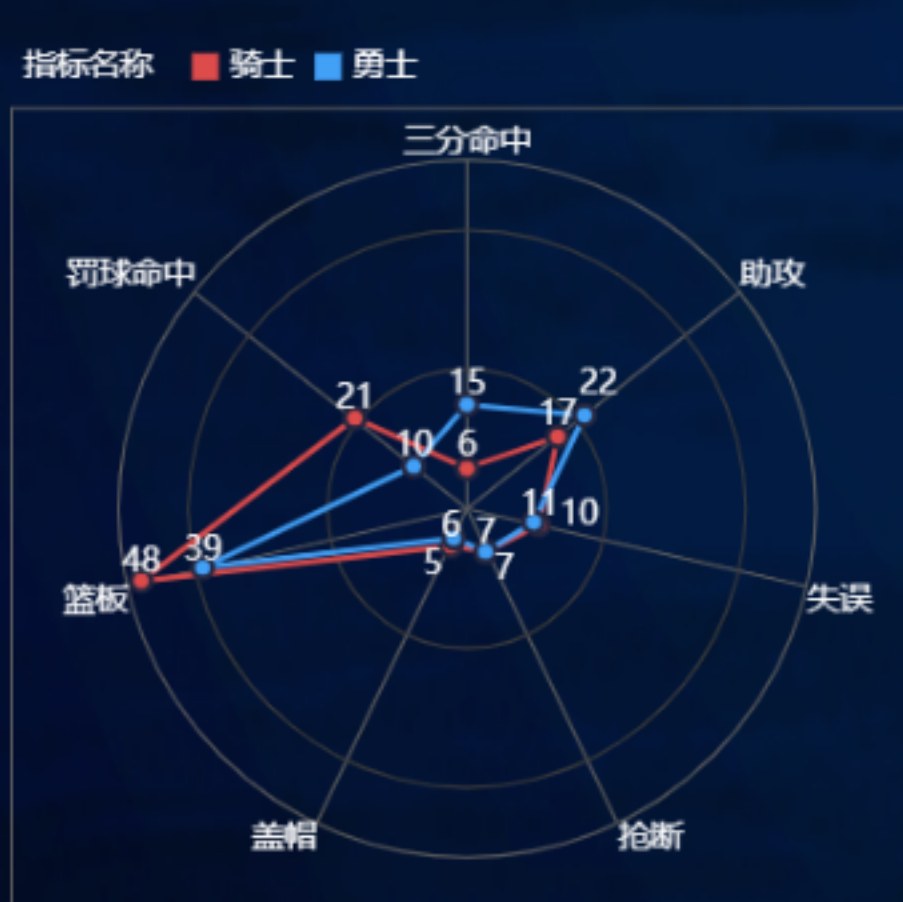 指标名称 骑士 勇士
三分命中
罚球命中 助攻
21 15 22
10 6 17
48 39 6 7 11 10
5 7
篮板 失误
盖帽 抢断